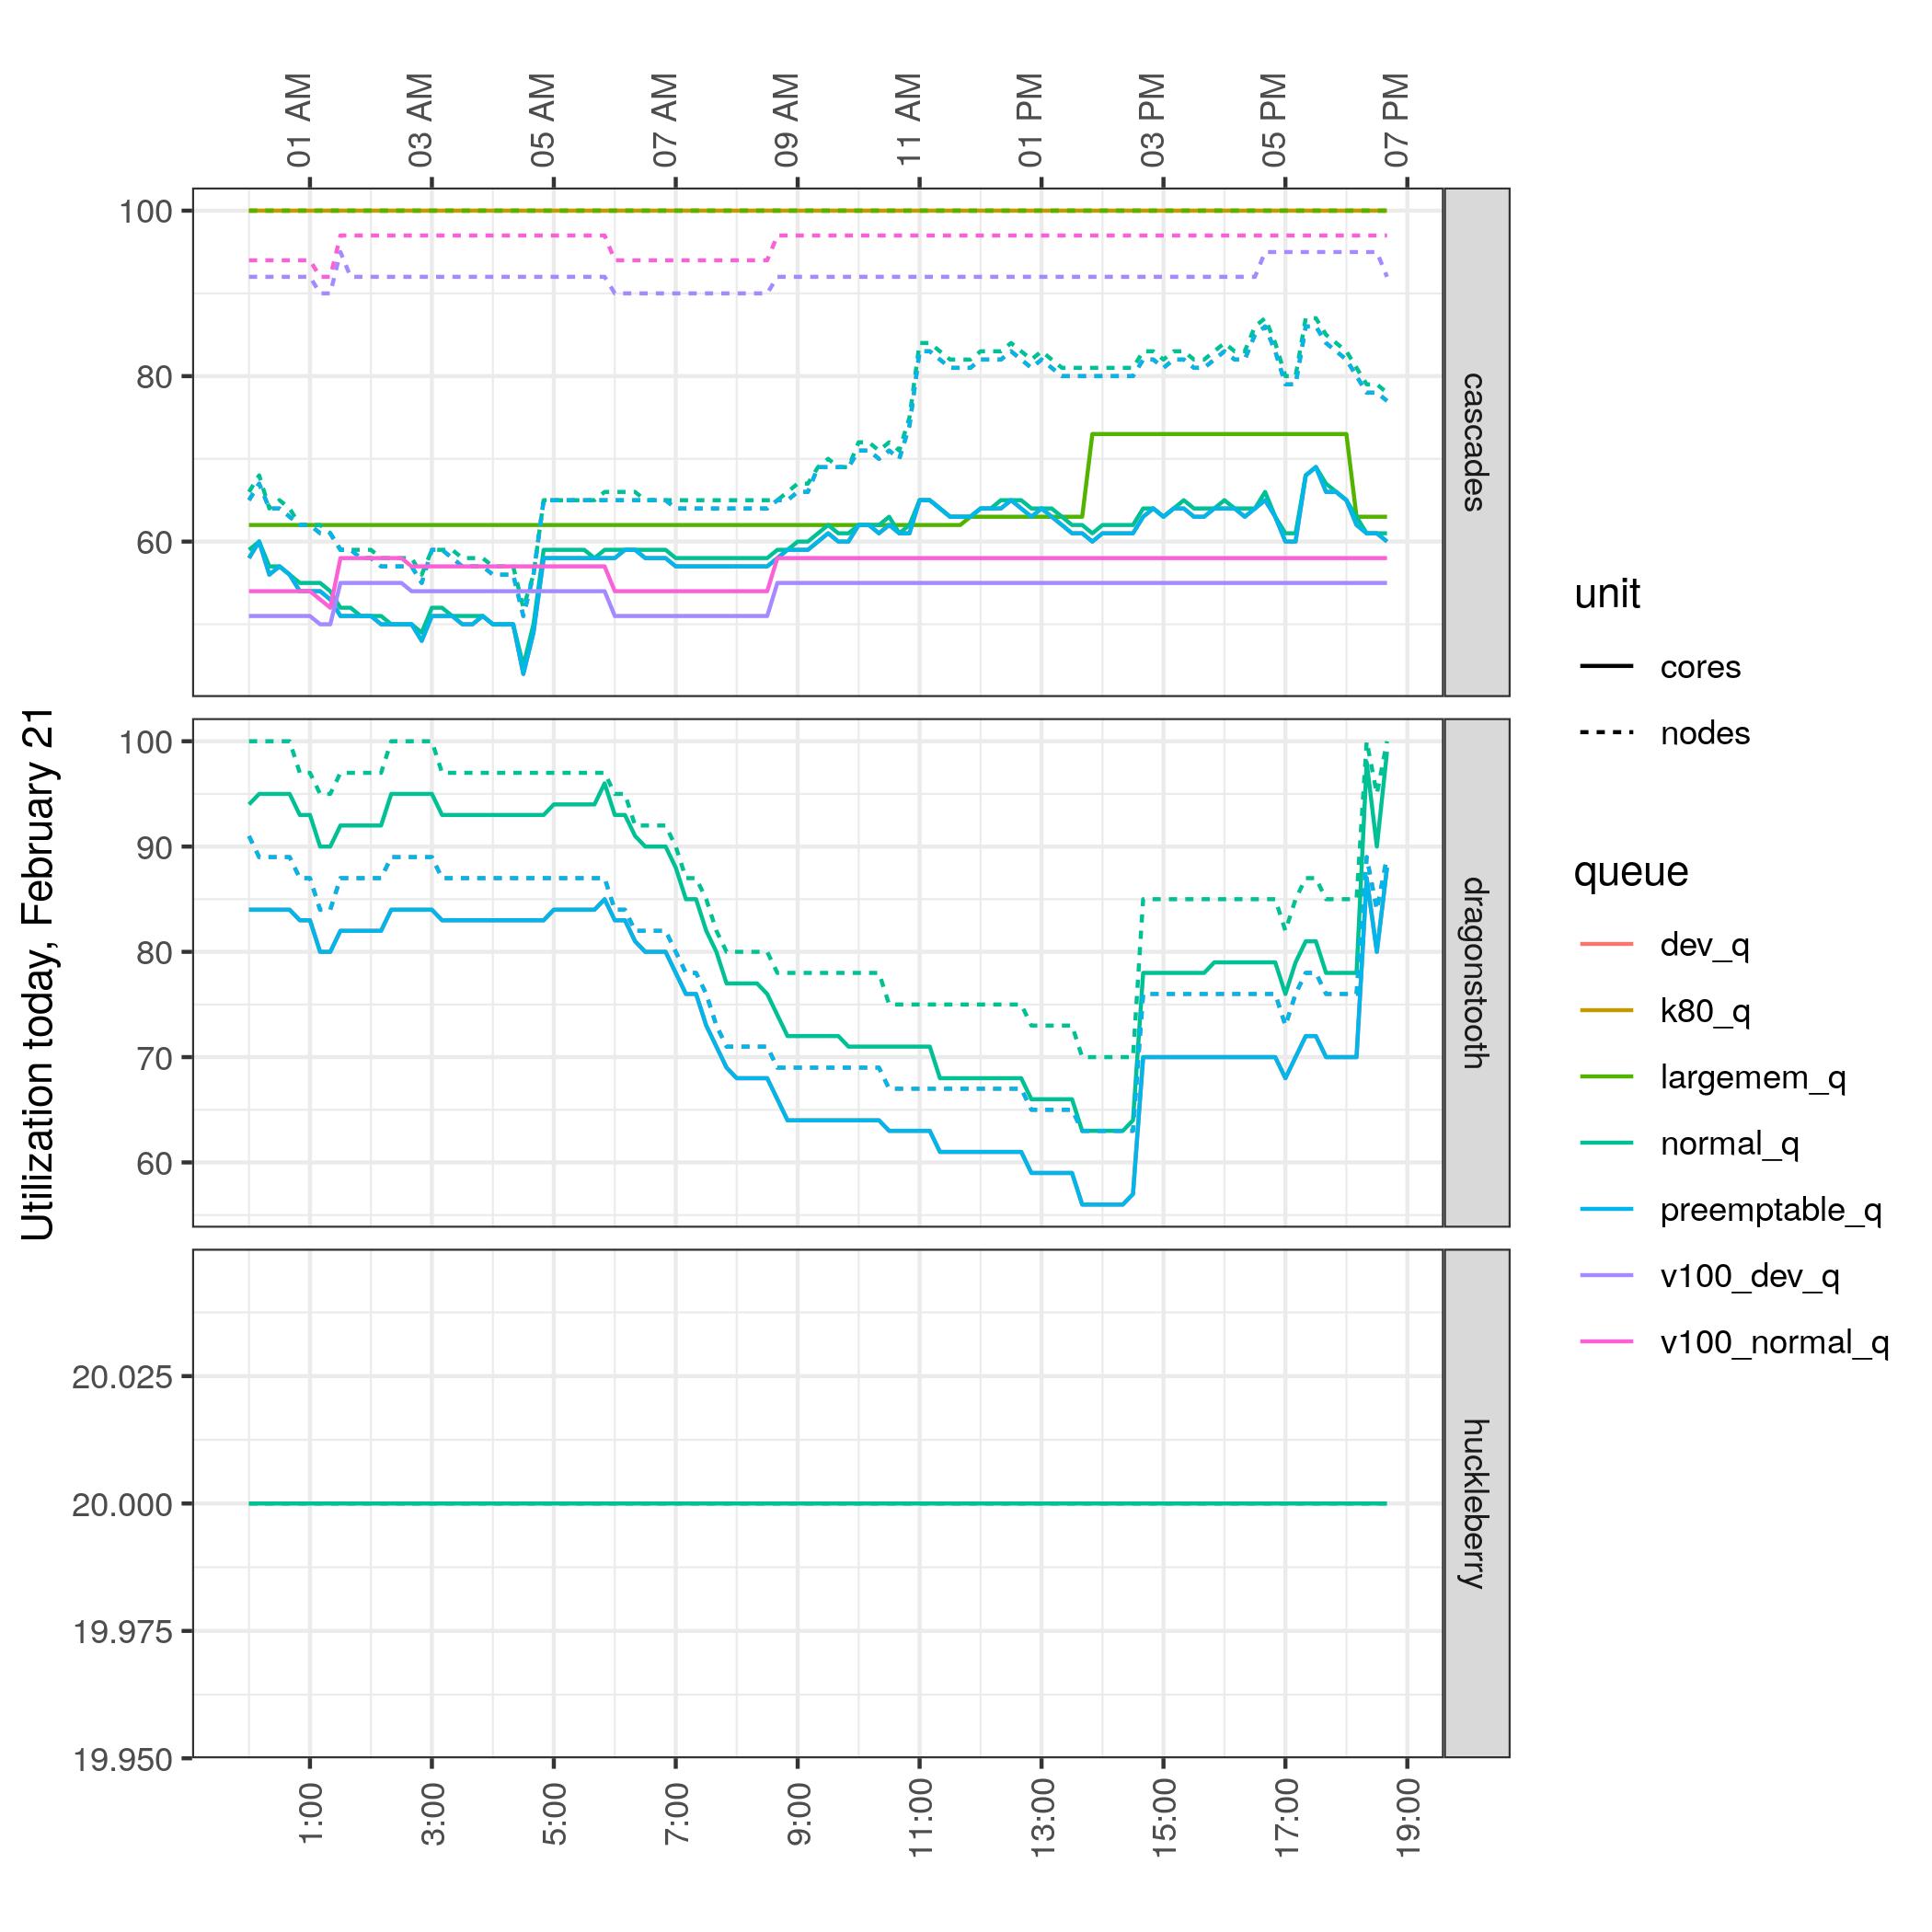 01 AM
03 AM
05 AM
07 AM
09 AM
11 AM
01 PM
03 PM
05 PM
07 PM
100
80
60
cascades
100
90
80
70
60
dragonstooth
20.025
20.000
19.975
19.950
huckleberry
1:00
3:00
5:00
7:00
9:00
11:00
13:00
15:00
17:00
19:00
Utilization today, February 21
unit
cores
nodes
queue
dev_q
k80_q
largemem_q
normal_q
preemptable_q
v100_dev_q
v100_normal_q